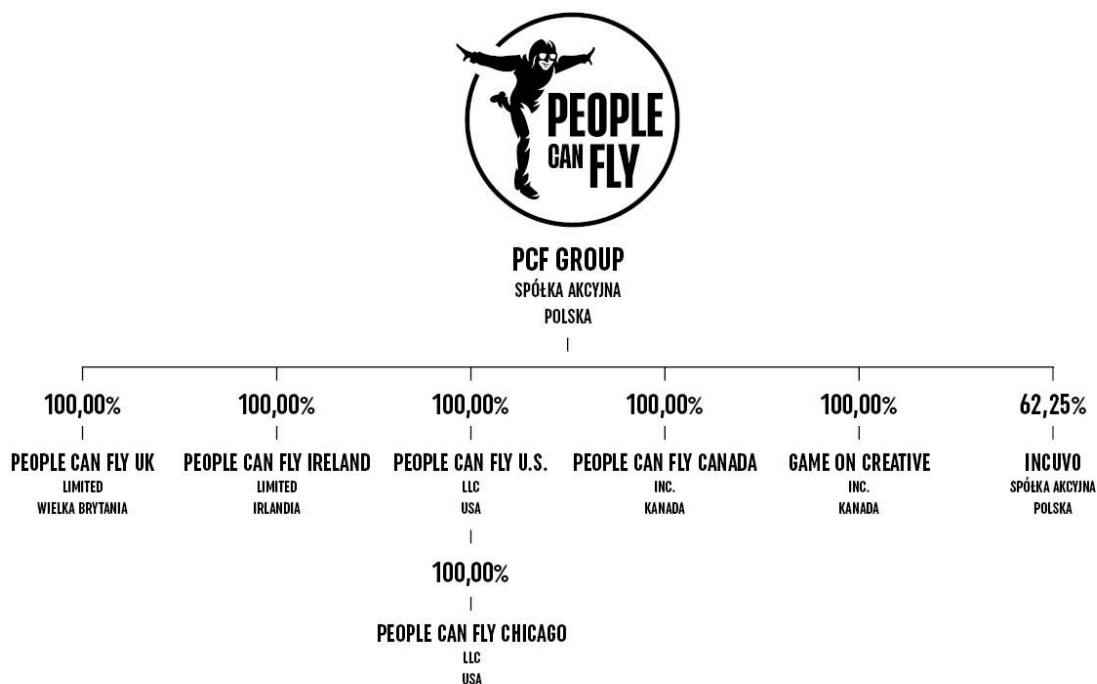 PEOPLE
CAN FLY
PCF GROUP
SPÓŁKA AKCYJNA
POLSKA
100,00% 100,00% 100,00% 100,00% 100,00% 62,25%
PEOPLE CAN FLY UK PEOPLE CAN FLY IRELAND PEOPLE CAN FLY U.S. PEOPLE CAN FLY CANADA GAME ON CREATIVE INCUVO
LIMITED LIMITED LLC INC. INC. SPÓŁKA AKCYJNA
WIELKA BRYTANIA IRLANDIA USA KANADA KANADA POLSKA
100,00%
PEOPLE CAN FLY CHICAGO
LLC
USA